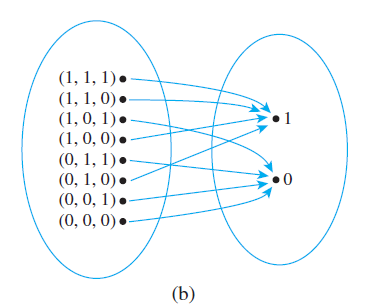 (1, 1, 1)
(1, 1, 0)
(1, 0, 1)
(1, 0, 0)
(0, 1, 1)
(0, 1, 0)
(0, 0, 1)
(0, 0, 0)
1
0
(b)